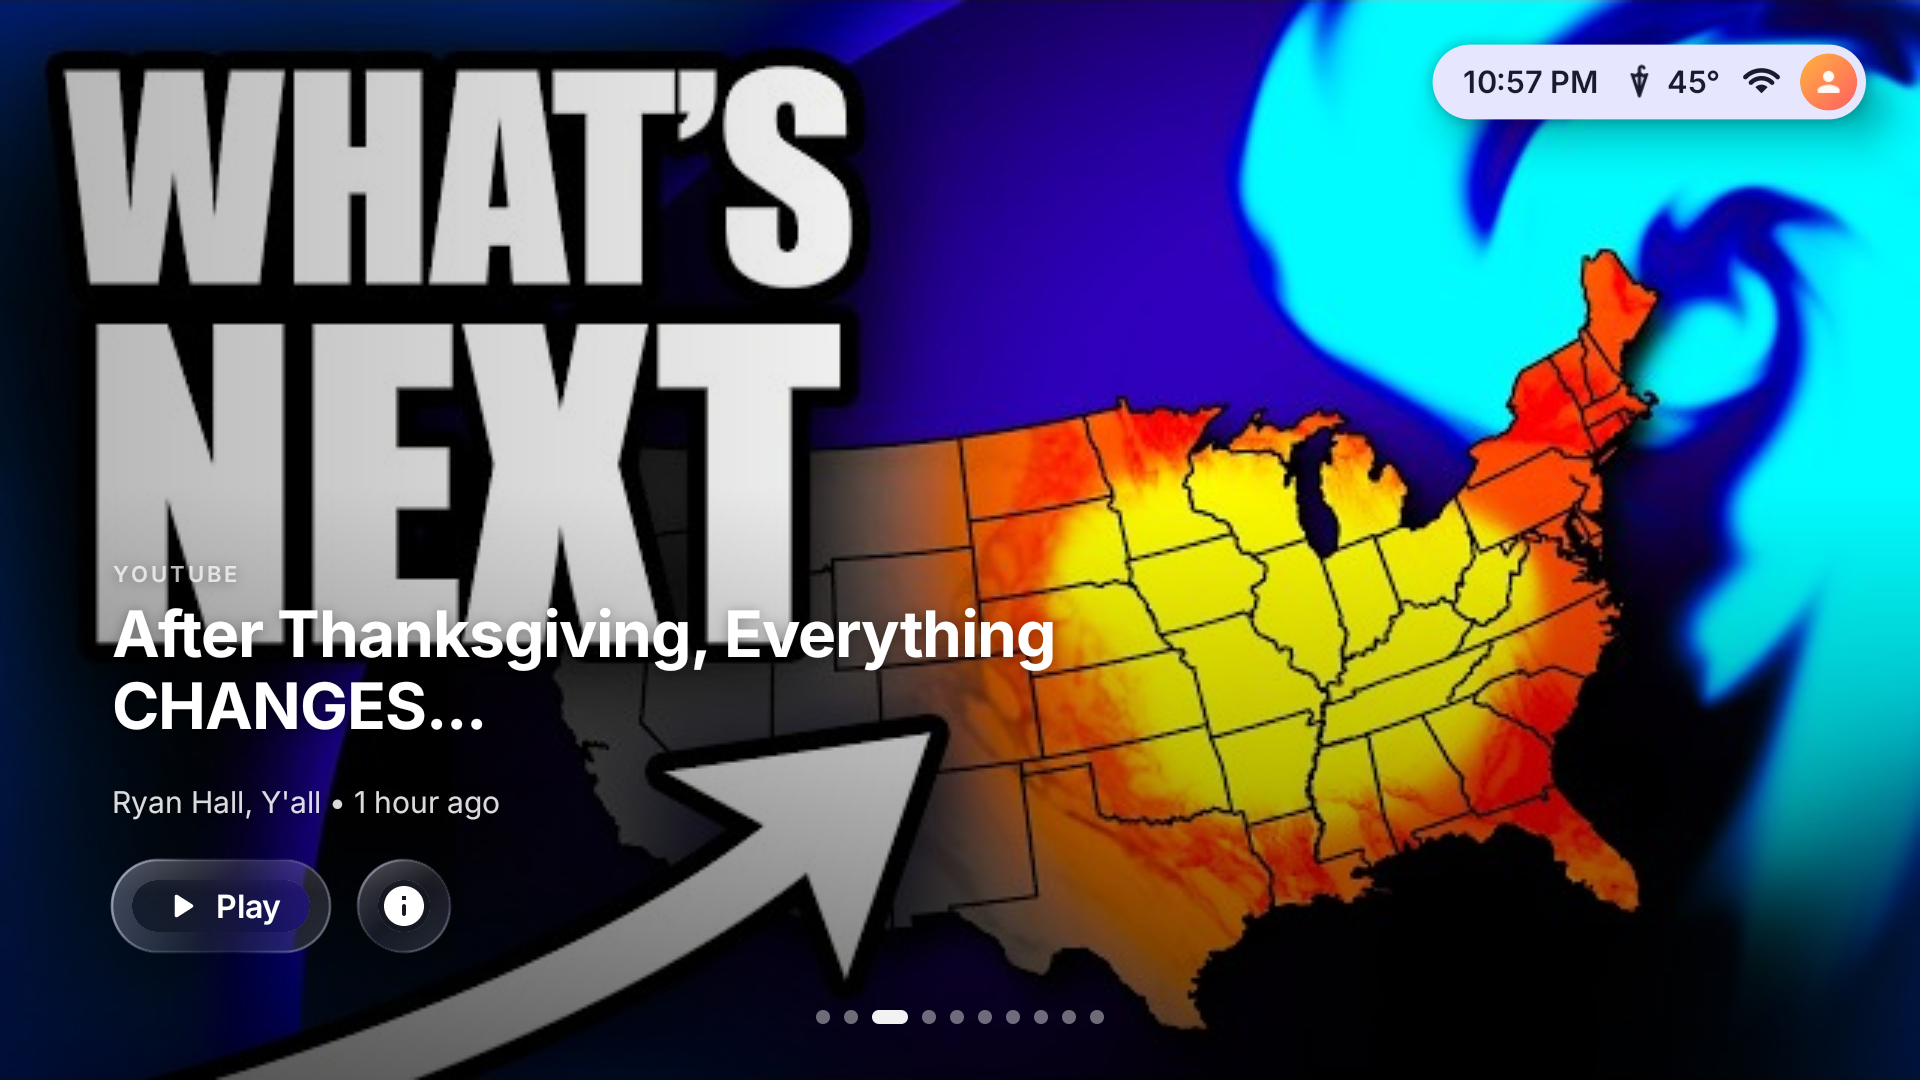 WHAT'S
NEXT
10:57 PM 45°
YOUTUBE
After Thanksgiving, Everything
CHANGES...
Ryan Hall, Y'all • 1 hour ago
Play